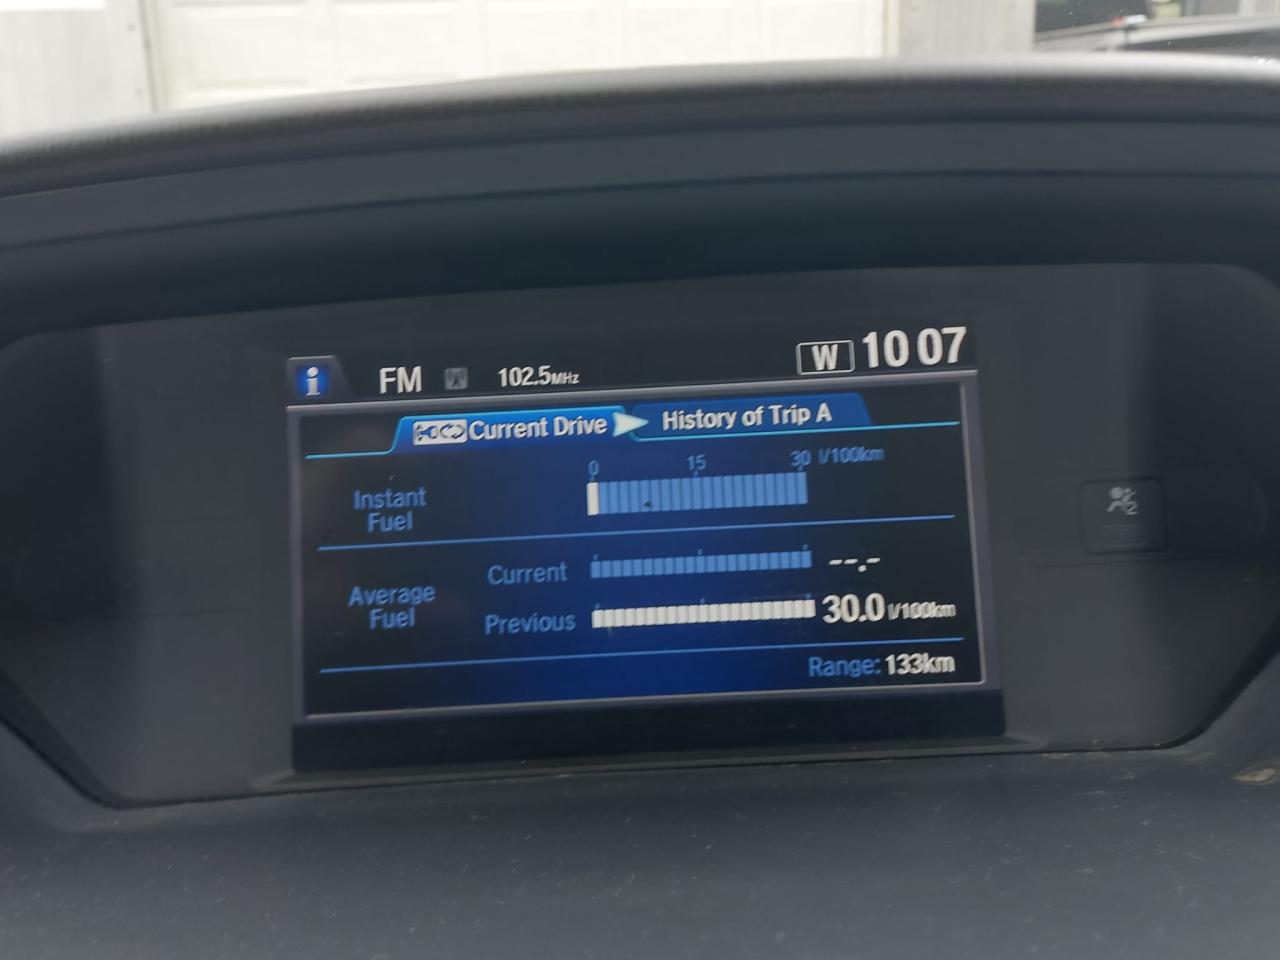 i FM 102.5MHz W 10 07
Current Drive History of Trip A
0 15 30 l/100km
Instant
Fuel
Current --.-
Average
Fuel
Previous 30.0 l/100km
Range: 133km
2